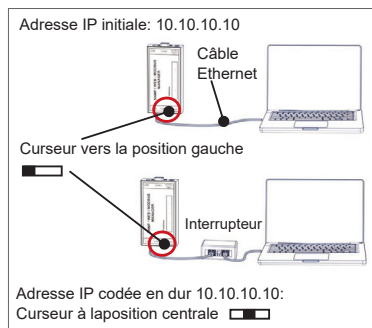 Adresse IP initiale: 10.10.10.10
Câble
Ethernet
Curseur vers la position gauche
Interrupteur
Adresse IP codée en dur 10.10.10.10:
Curseur à laposition centrale